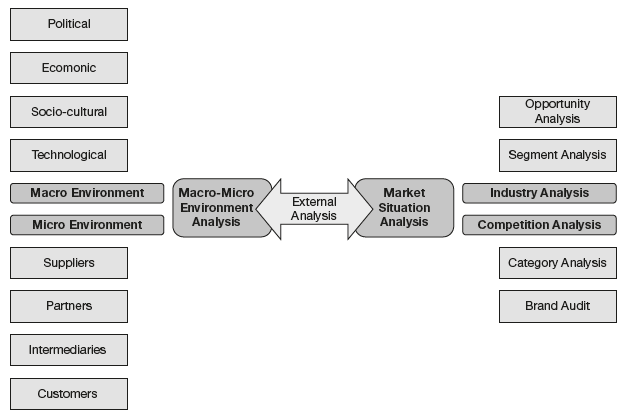 Political
Ecomonic
Socio-cultural
Technological
Macro Environment
Micro Environment
Suppliers
Partners
Intermediaries
Customers
Macro-Micro
Environment
Analysis
External
Analysis
Market
Situation
Analysis
Opportunity
Analysis
Segment Analysis
Industry Analysis
Competition Analysis
Category Analysis
Brand Audit